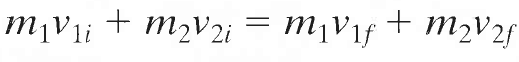 m₁v₁ᵢ + m₂v₂ᵢ = m₁v₁f + m₂v₂f